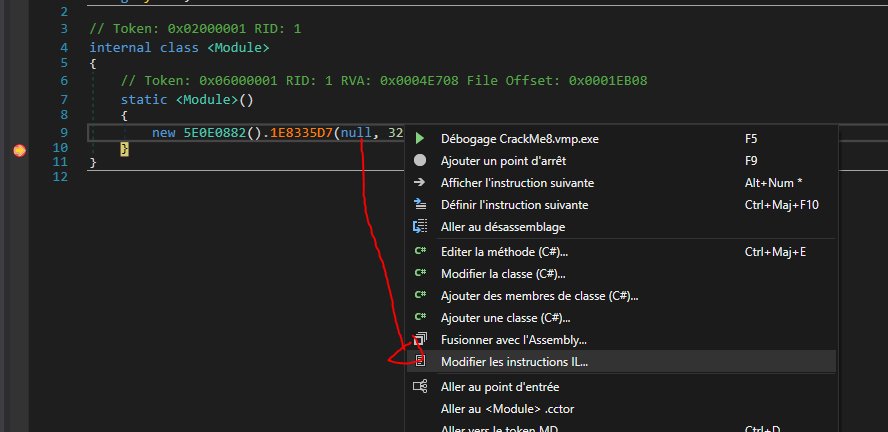 2
3 // Token: 0x02000001 RID: 1
4 internal class <Module>
5 {
6 // Token: 0x06000001 RID: 1 RVA: 0x0004E708 File Offset: 0x0001EB08
7 static <Module>()
8 {
9 new 5E0E0882().1E8335D7(null, 32
10 }
11 }
12
Débogage CrackMe8.vmp.exe F5
Ajouter un point d'arrêt F9
Afficher l'instruction suivante Alt+Num *
Définir l'instruction suivante Ctrl+Maj+F10
Aller au désassemblage
C# Editer la méthode (C#)... Ctrl+Maj+E
C# Modifier la classe (C#)...
C# Ajouter des membres de classe (C#)...
C# Ajouter une classe (C#)...
Fusionner avec l'Assembly...
Modifier les instructions IL...
Aller au point d'entrée
Aller au <Module> .cctor
Aller vers le token MD... Ctrl+D